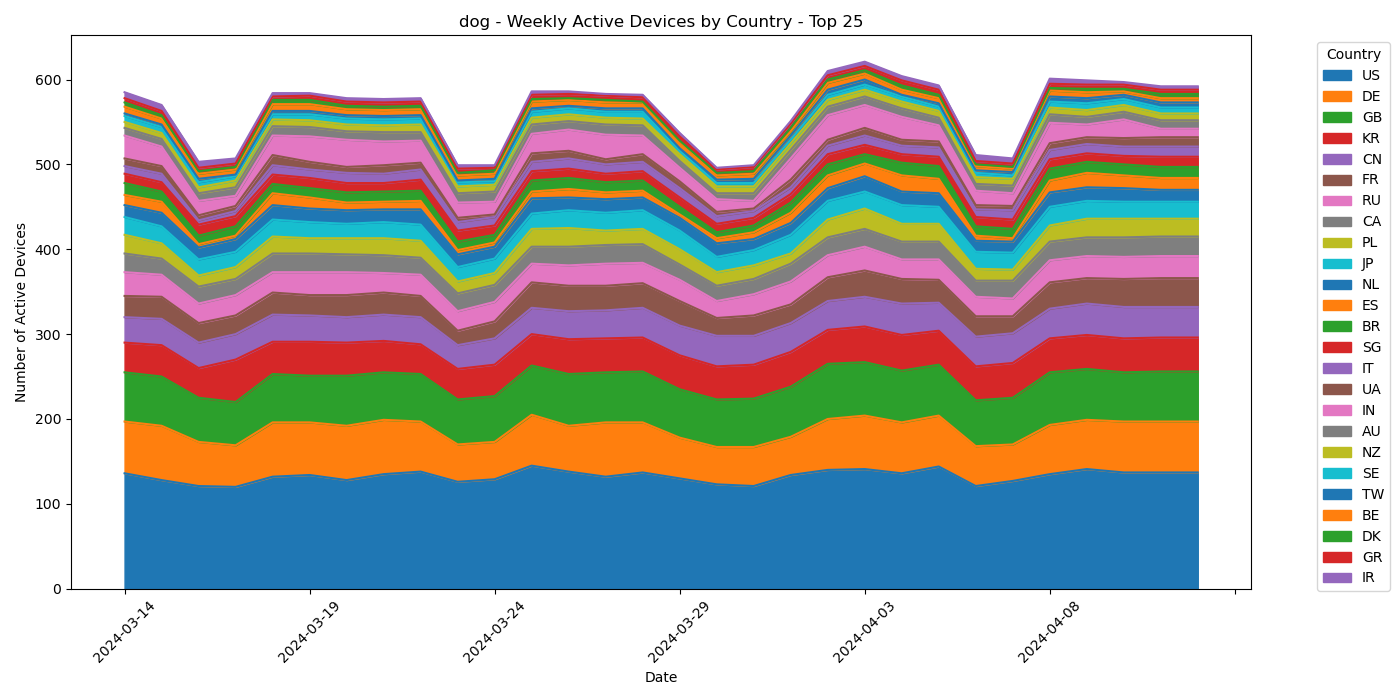 dog - Weekly Active Devices by Country - Top 25
Number of Active Devices
600
500
400
300
200
100
0
2024-03-14
2024-03-19
2024-03-24
2024-03-29
2024-04-03
2024-04-08
Date
Country
US
DE
GB
KR
CN
FR
RU
CA
PL
JP
NL
ES
BR
SG
IT
UA
IN
AU
NZ
SE
TW
BE
DK
GR
IR